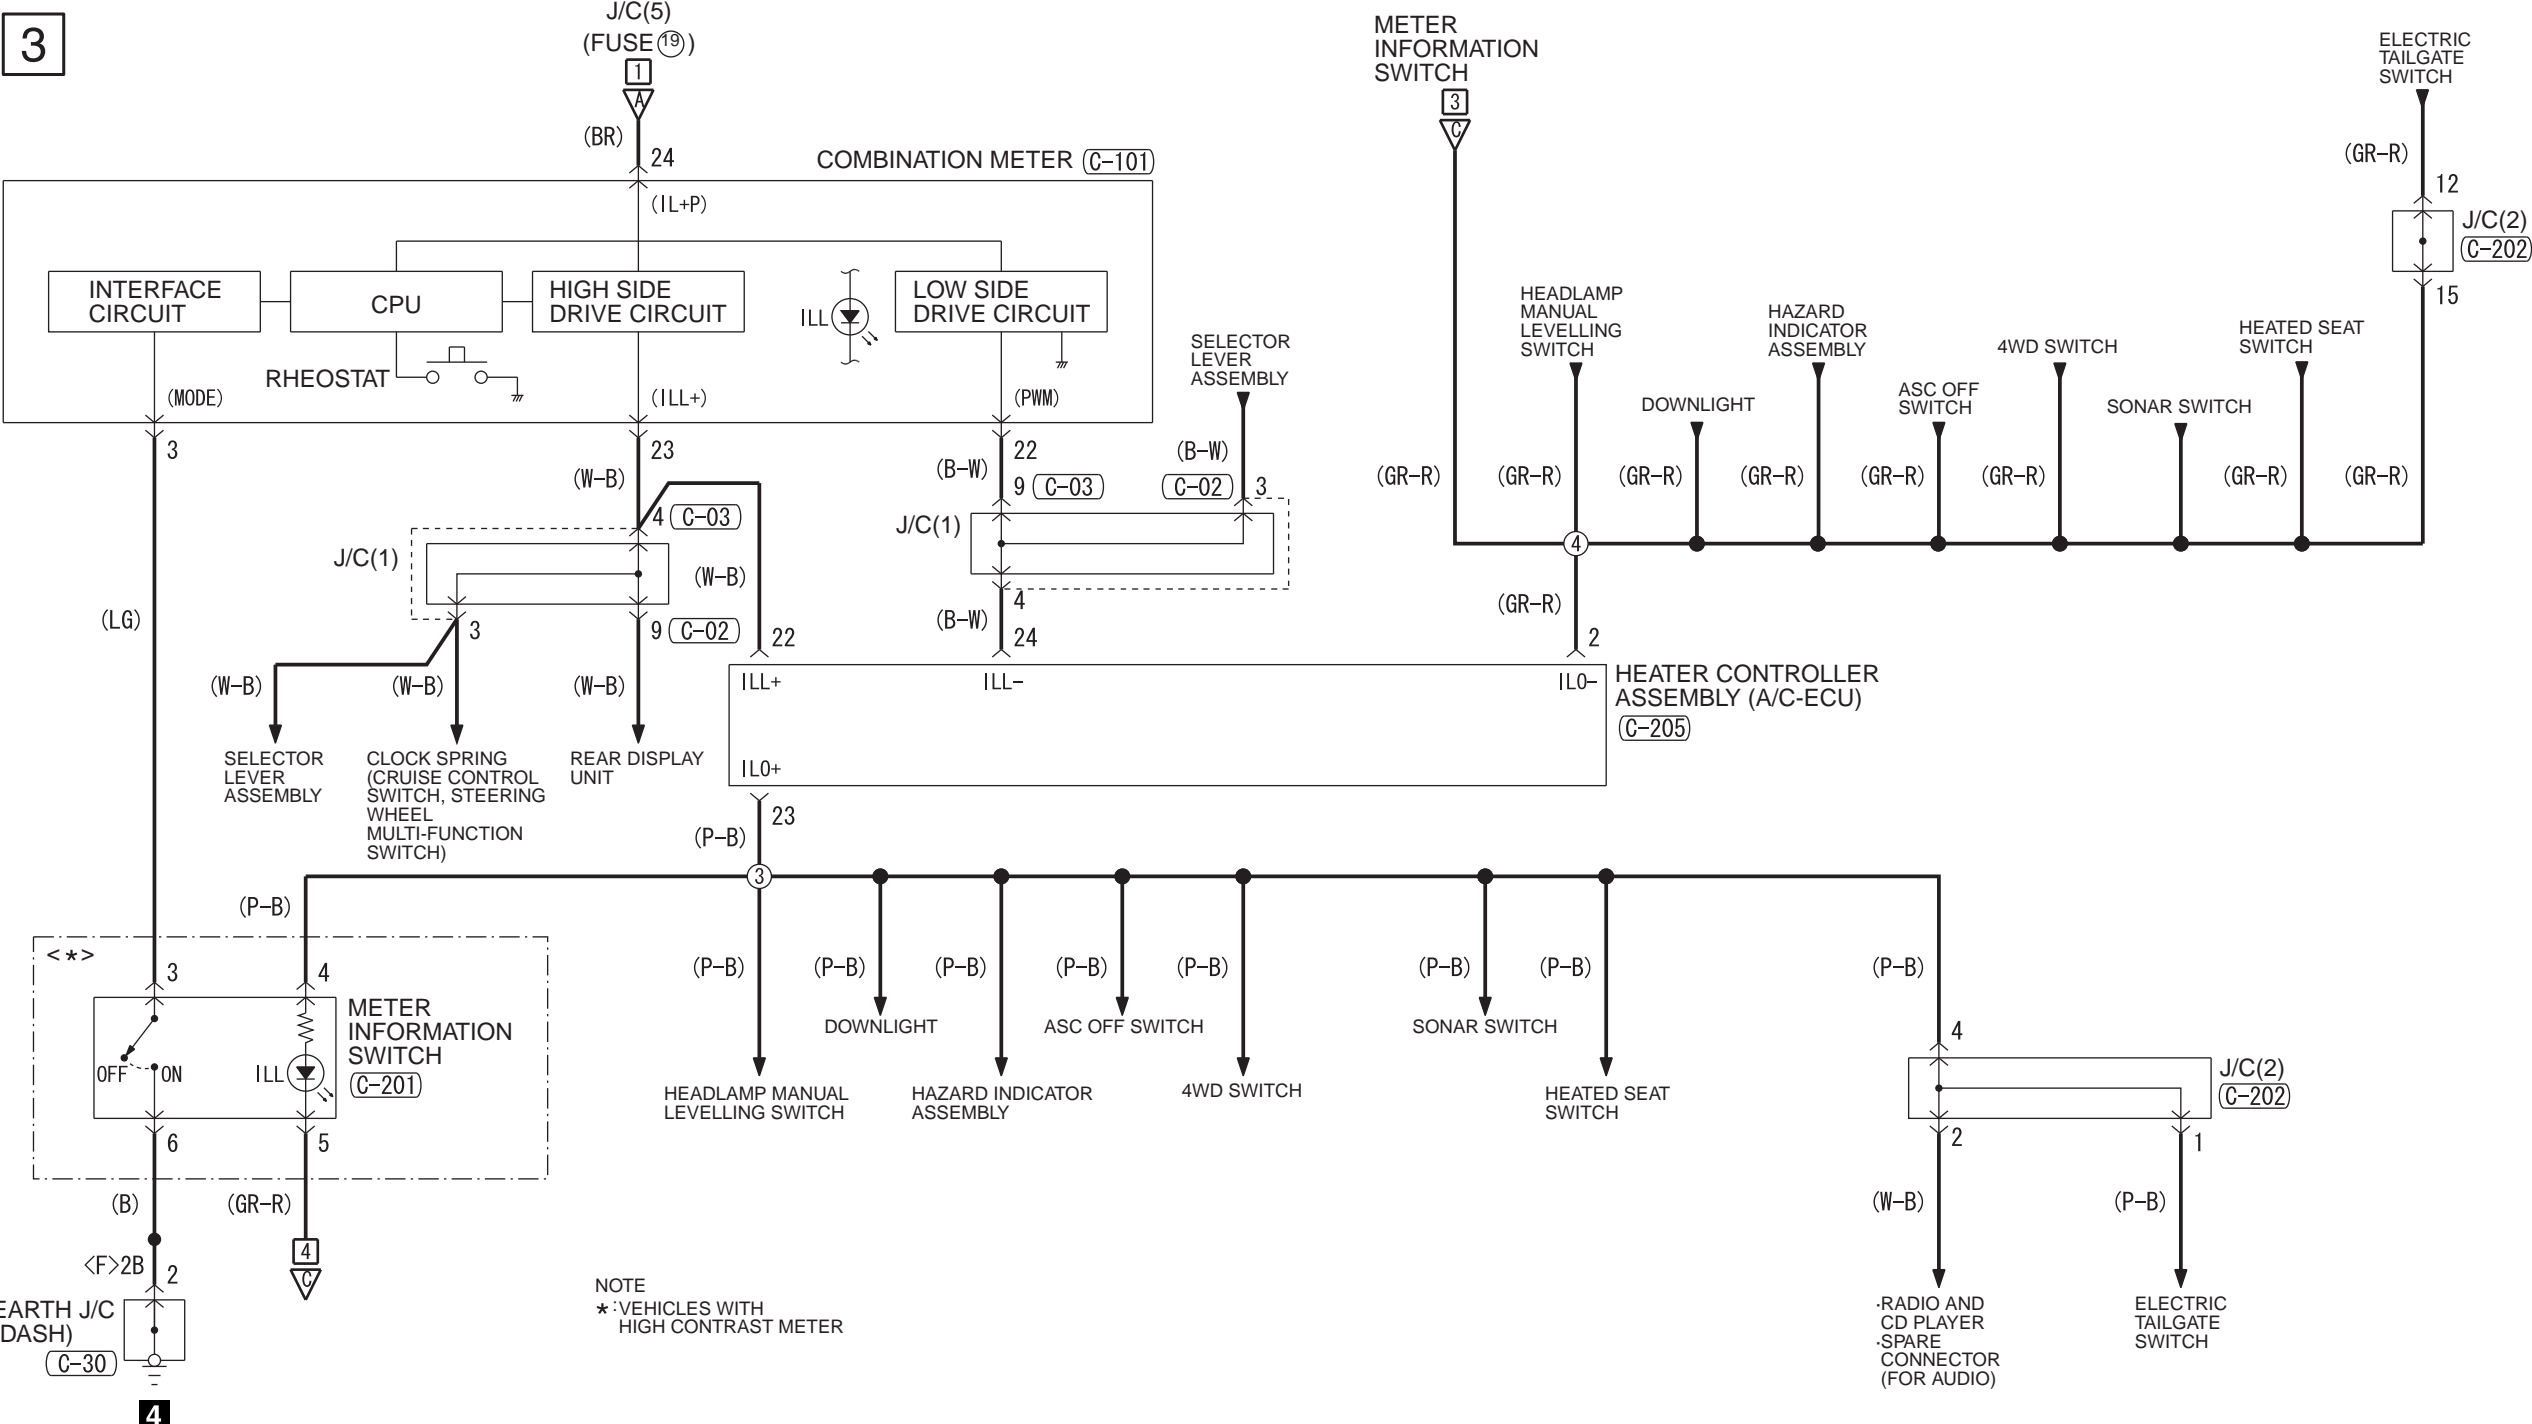 3
J/C(5)
(FUSE⑲)
1
A
(BR)
24
COMBINATION METER C-101
(IL+P)
INTERFACE
CIRCUIT
CPU
HIGH SIDE
DRIVE CIRCUIT
ILL
LOW SIDE
DRIVE CIRCUIT
RHEOSTAT
(MODE)
(ILL+)
(PWM)
3
23
22
(W-B)
(B-W)
9 C-03
SELECTOR
LEVER
ASSEMBLY
(B-W)
C-02 3
4 C-03
J/C(1)
J/C(1)
(W-B)
(LG)
3
9 C-02
22
4
(B-W)
24
(W-B)
(W-B)
(W-B)
SELECTOR
LEVER
ASSEMBLY
CLOCK SPRING
(CRUISE CONTROL
SWITCH, STEERING
WHEEL
MULTI-FUNCTION
SWITCH)
REAR DISPLAY
UNIT
METER
INFORMATION
SWITCH
3
C
ELECTRIC
TAILGATE
SWITCH
(GR-R)
12
J/C(2)
C-202
15
HEADLAMP
MANUAL
LEVELLING
SWITCH
DOWNLIGHT
HAZARD
INDICATOR
ASSEMBLY
ASC OFF
SWITCH
4WD SWITCH
SONAR SWITCH
HEATED SEAT
SWITCH
(GR-R)
(GR-R)
(GR-R)
(GR-R)
(GR-R)
(GR-R)
(GR-R)
(GR-R)
4
(GR-R)
2
ILL+
ILL-
ILO-
ILO+
HEATER CONTROLLER
ASSEMBLY (A/C-ECU)
C-205
23
(P-B)
3
(P-B)
<*>
3
4
METER
INFORMATION
SWITCH
C-201
OFF
ON
ILL
6
5
(B)
(GR-R)
<F>2B
2
4
C
EARTH J/C
DASH)
C-30
4
(P-B)
(P-B)
(P-B)
(P-B)
(P-B)
(P-B)
(P-B)
(P-B)
HEADLAMP MANUAL
LEVELLING SWITCH
DOWNLIGHT
HAZARD INDICATOR
ASSEMBLY
ASC OFF SWITCH
4WD SWITCH
SONAR SWITCH
HEATED SEAT
SWITCH
4
J/C(2)
C-202
2
1
(W-B)
(P-B)
·RADIO AND
CD PLAYER
·SPARE
CONNECTOR
(FOR AUDIO)
ELECTRIC
TAILGATE
SWITCH
NOTE
*:VEHICLES WITH
HIGH CONTRAST METER